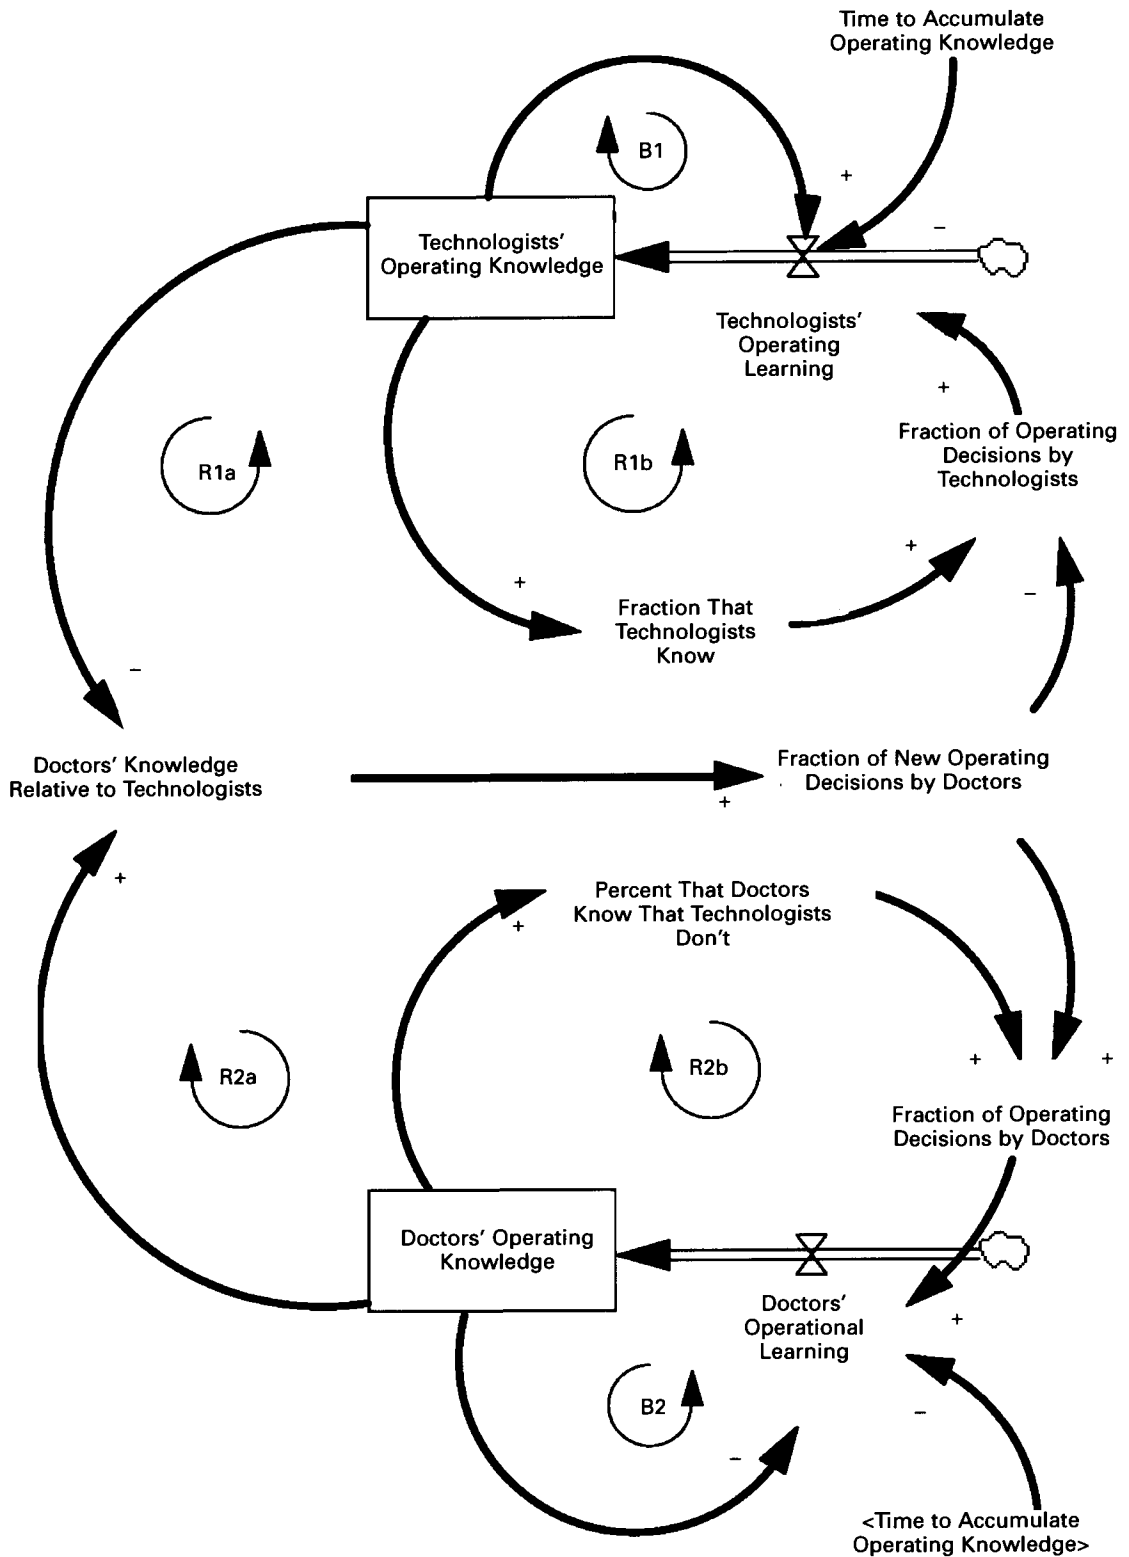 Time to Accumulate
Operating Knowledge
B1
+
−
Technologists'
Operating Knowledge
Technologists'
Operating
Learning
+
Fraction of Operating
Decisions by
Technologists
R1a
R1b
+
+
−
Fraction That
Technologists
Know
−
Doctors' Knowledge
Relative to Technologists
Fraction of New Operating
Decisions by Doctors
+
+
Percent That Doctors
Know That Technologists
Don't
+
R2a
R2b
+
+
Fraction of Operating
Decisions by Doctors
Doctors' Operating
Knowledge
Doctors'
Operational
Learning
+
B2
−
−
<Time to Accumulate
Operating Knowledge>